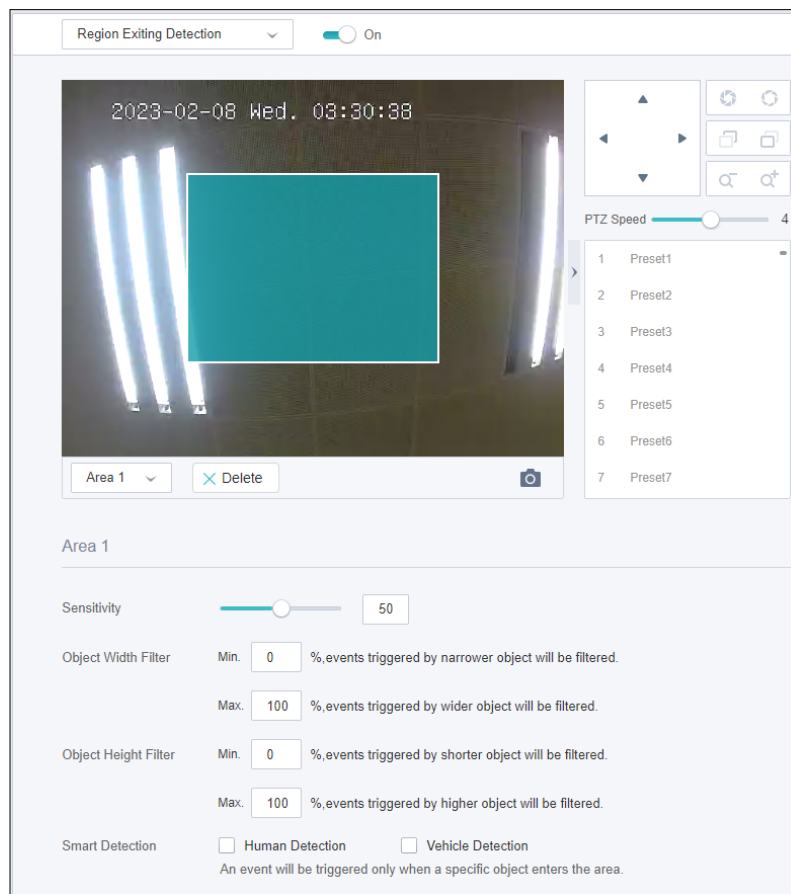 Region Exiting Detection On
2023-02-08 Wed. 03:30:38
PTZ Speed 4
1 Preset1
2 Preset2
3 Preset3
4 Preset4
5 Preset5
6 Preset6
7 Preset7
Area 1 Delete
Area 1
Sensitivity 50
Object Width Filter Min. 0 %,events triggered by narrower object will be filtered.
Max. 100 %,events triggered by wider object will be filtered.
Object Height Filter Min. 0 %,events triggered by shorter object will be filtered.
Max. 100 %,events triggered by higher object will be filtered.
Smart Detection Human Detection Vehicle Detection
An event will be triggered only when a specific object enters the area.